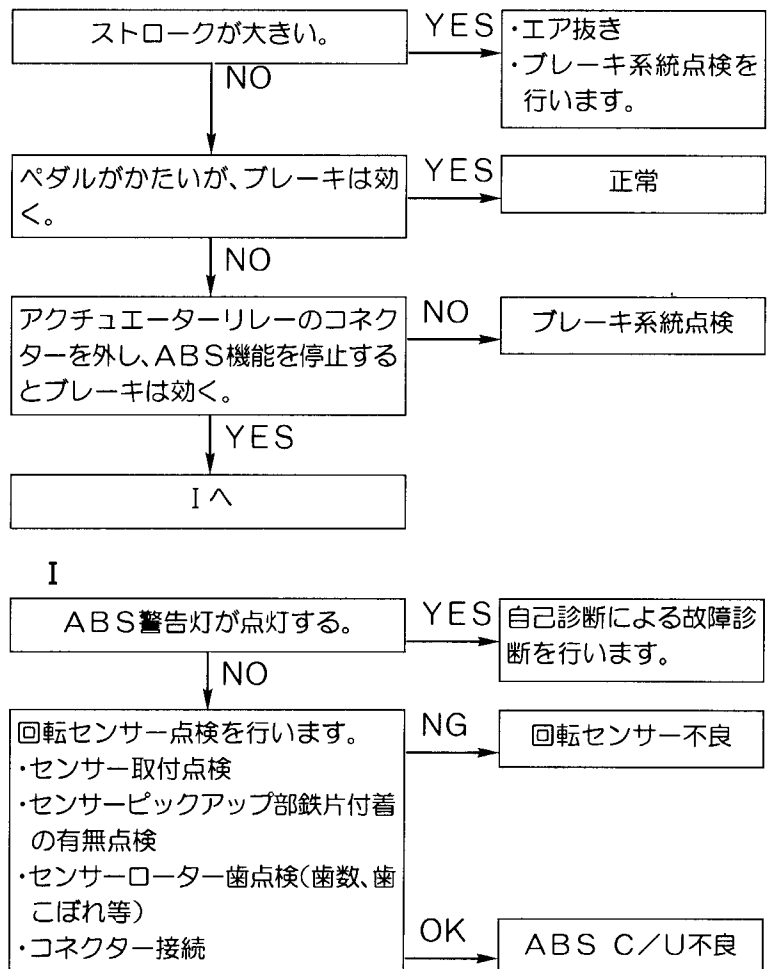 ストロークが大きい。
YES
・エア抜き
・ブレーキ系統点検を
行います。
NO
ペダルがかたいが、ブレーキは効
く。
YES
正常
NO
アクチュエーターリレーのコネク
ターを外し、ABS機能を停止する
とブレーキは効く。
NO
ブレーキ系統点検
YES
Iへ
I
ABS警告灯が点灯する。
YES
自己診断による故障診
断を行います。
NO
回転センサー点検を行います。
・センサー取付点検
・センサーピックアップ部鉄片付着
の有無点検
・センサーローター歯点検(歯数、歯
こぼれ等)
・コネクター接続
NG
回転センサー不良
OK
ABS C/U不良